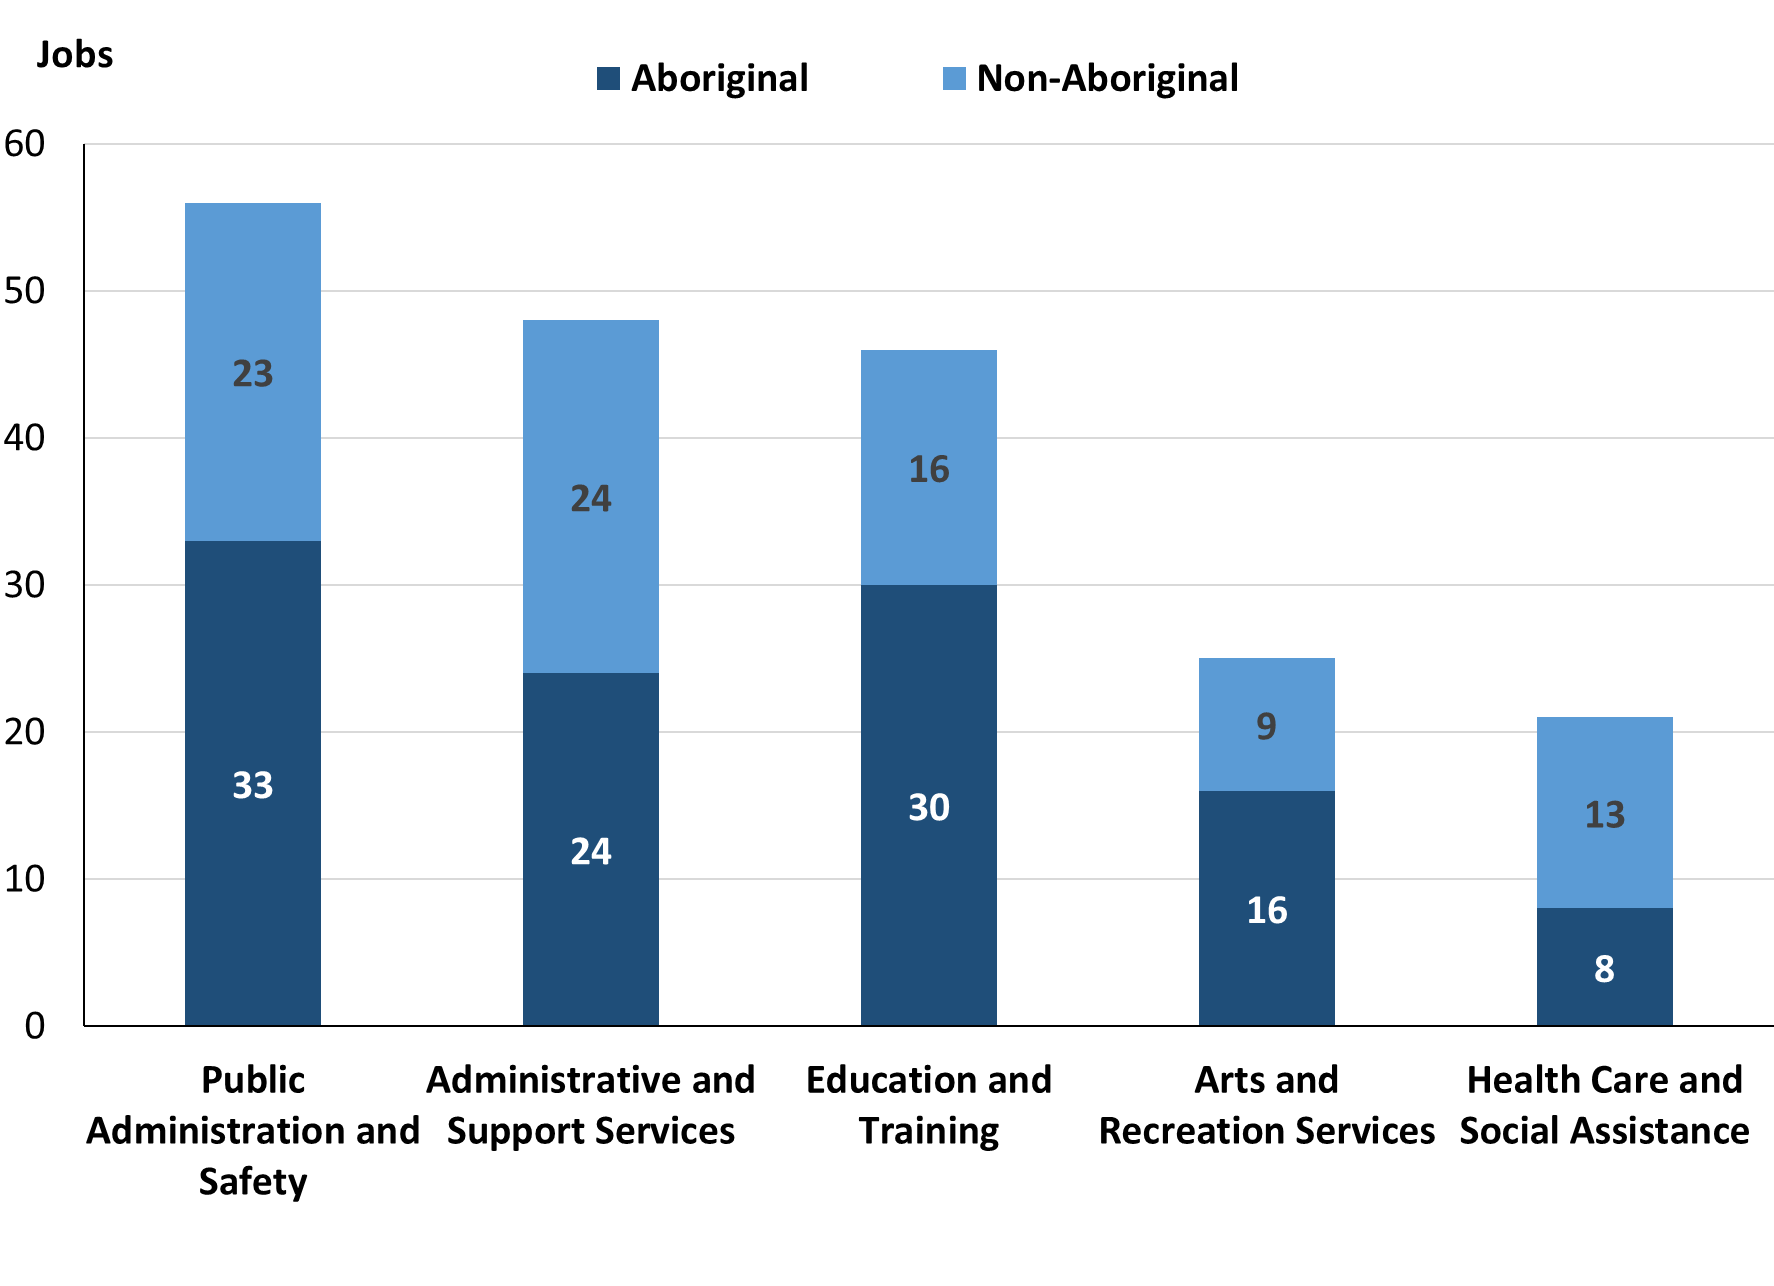 Jobs
Aboriginal
Non-Aboriginal
60
50
40
30
20
10
0
23
24
16
9
13
33
24
30
16
8
Public
Administration and
Safety
Administrative and
Support Services
Education and
Training
Arts and
Recreation Services
Health Care and
Social Assistance